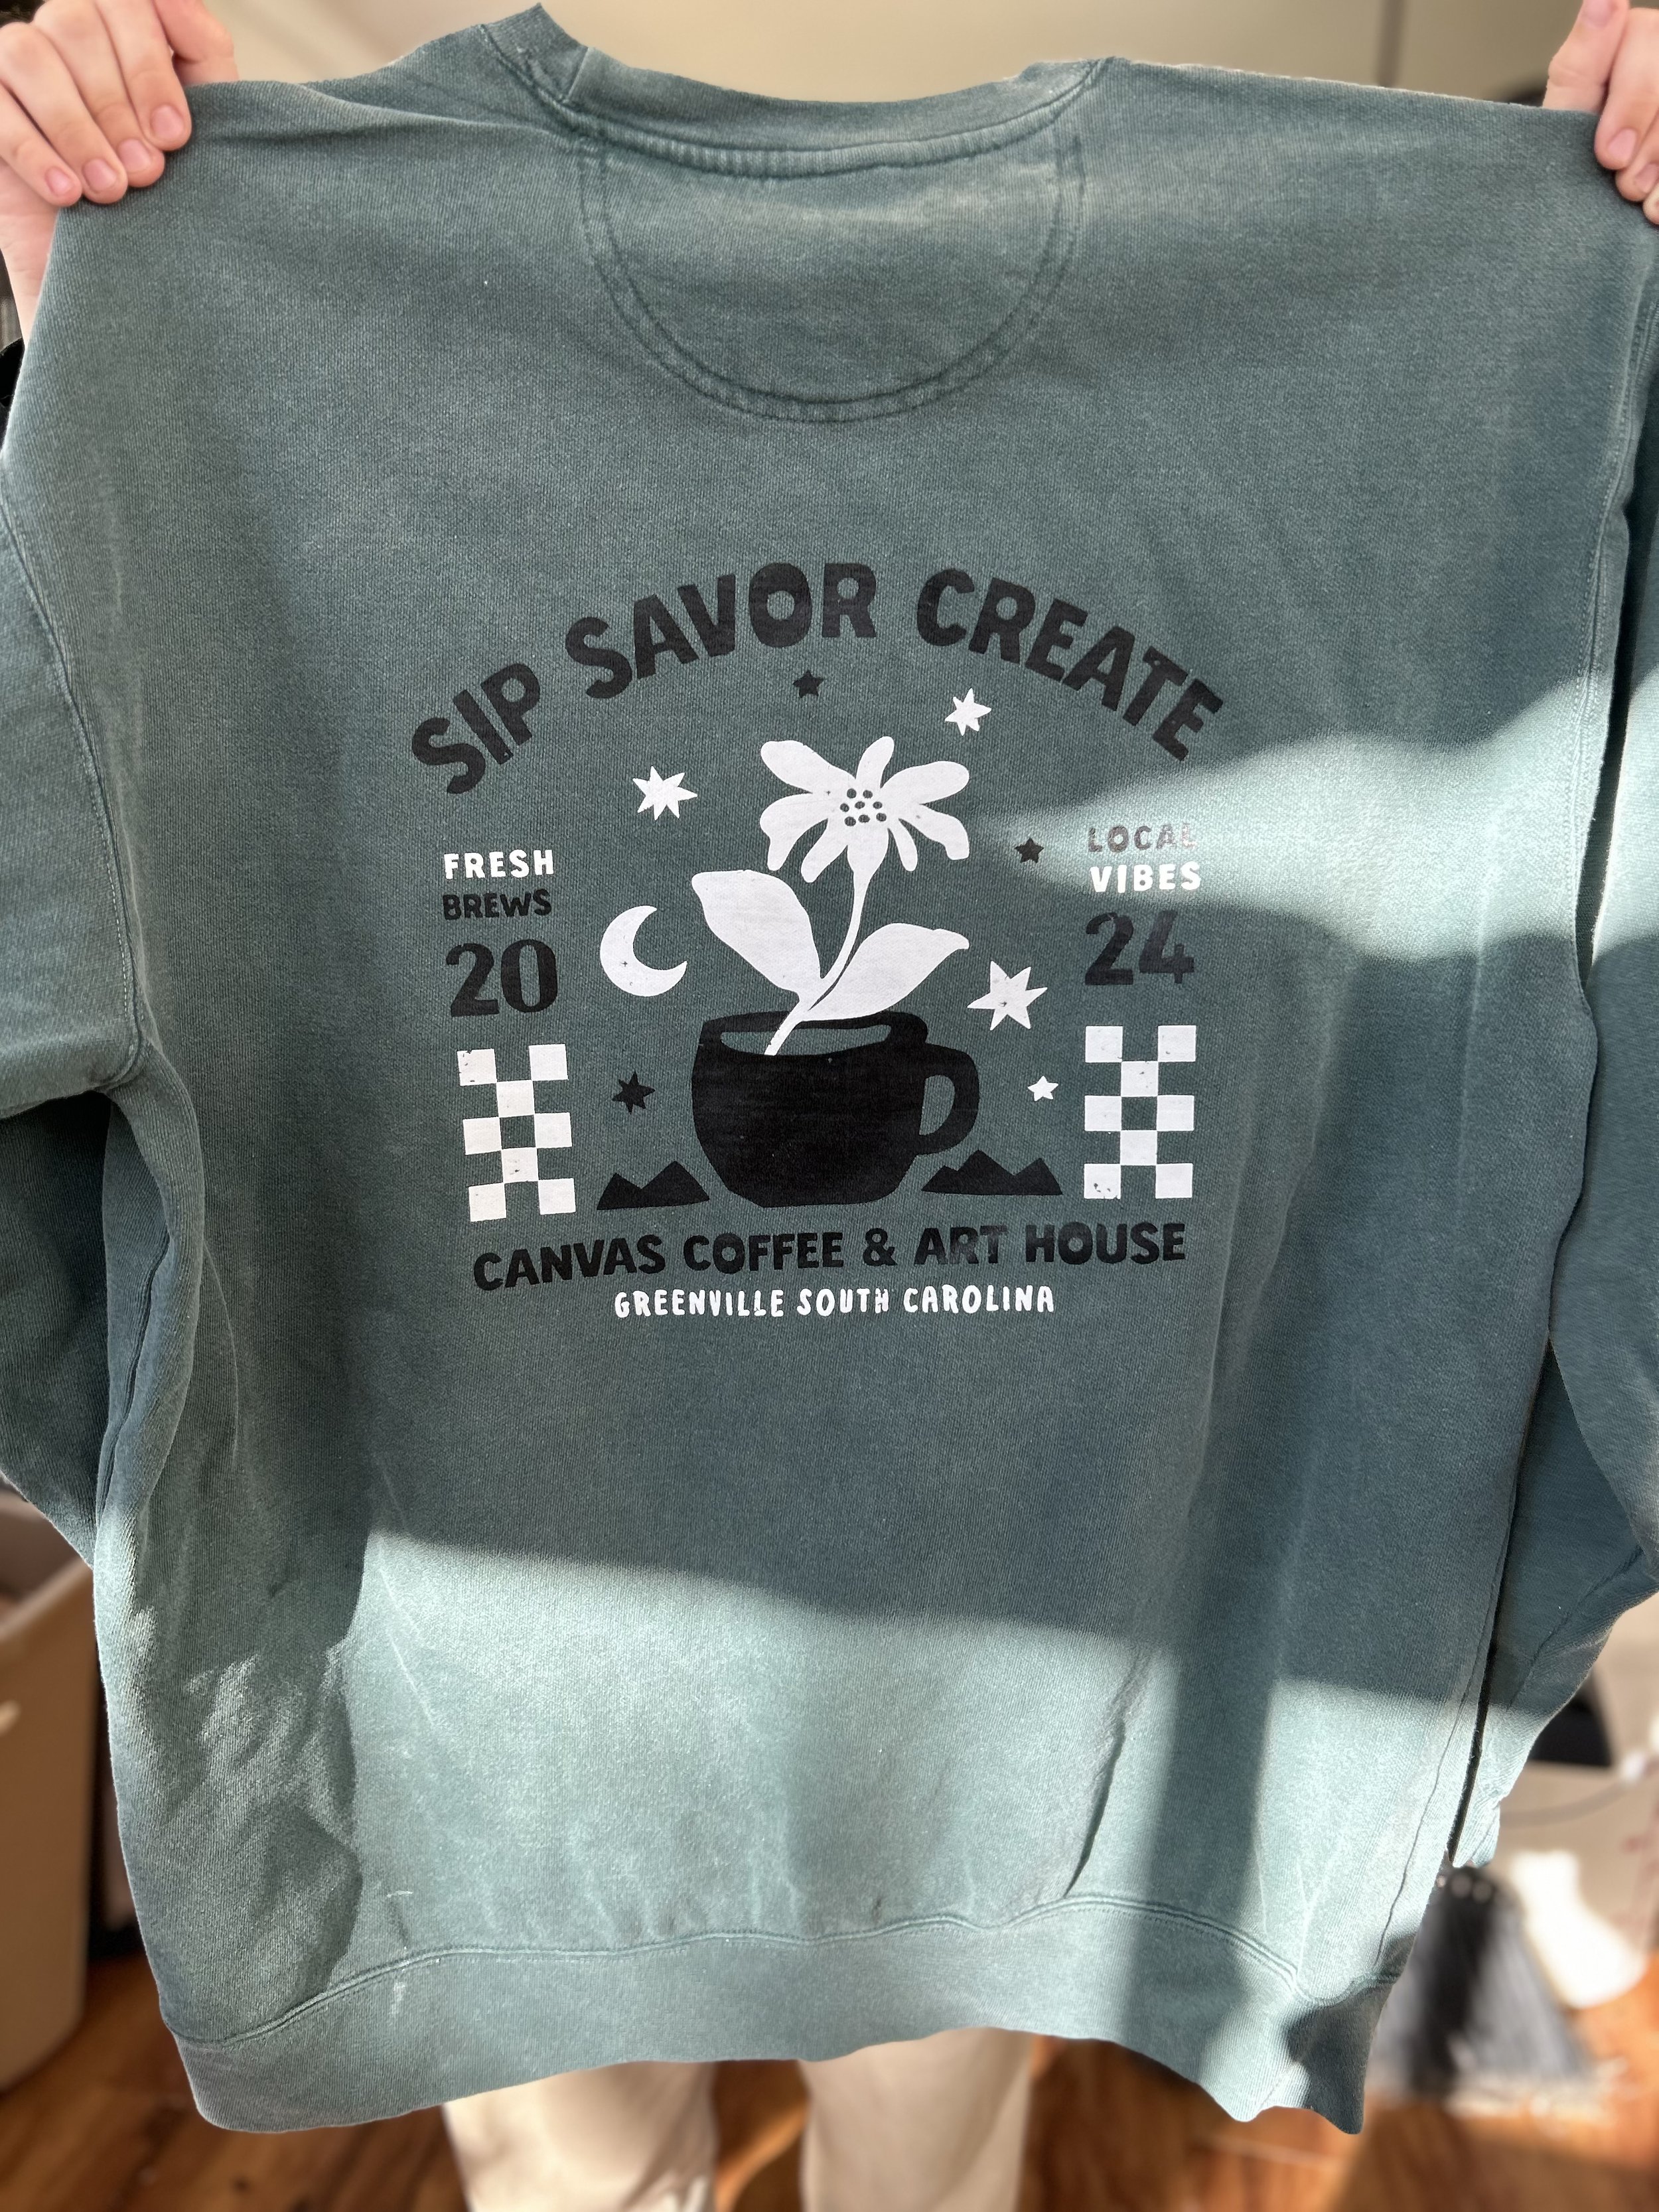 SIP SAVOR CREATE
FRESH
BREWS
20
LOCAL
VIBES
24
CANVAS COFFEE & ART HOUSE
GREENVILLE SOUTH CAROLINA